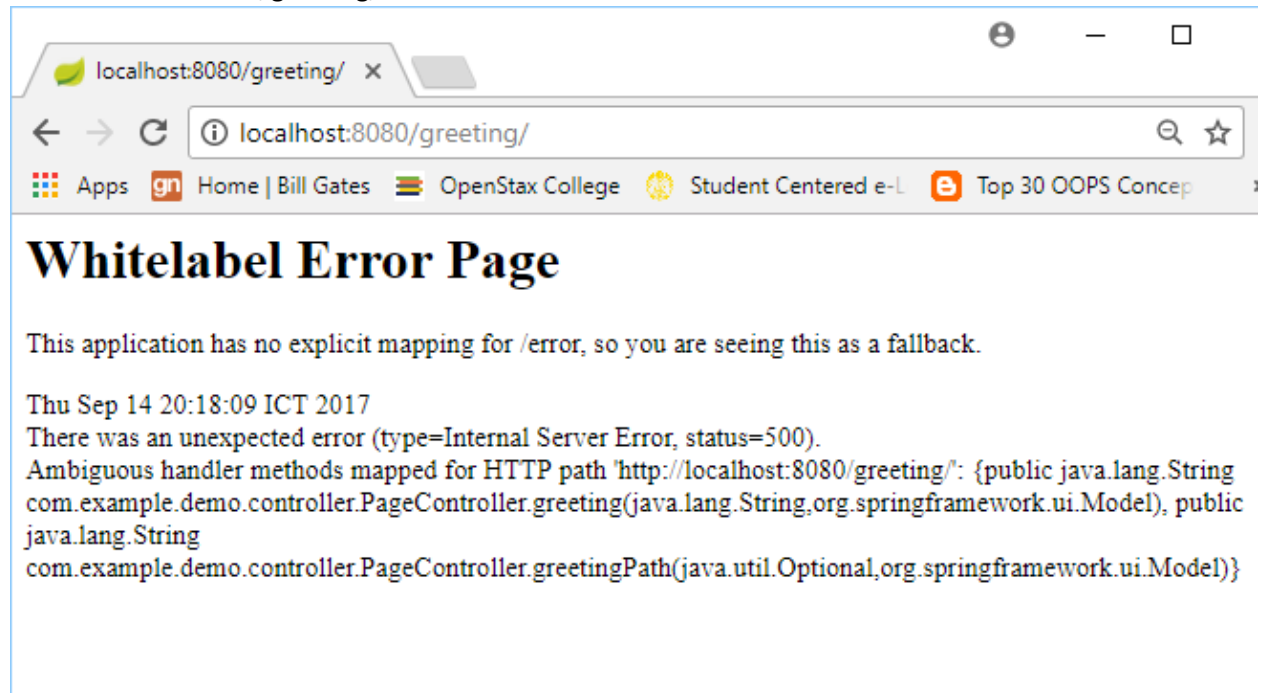 localhost:8080/greeting/
localhost:8080/greeting/
Apps gn Home | Bill Gates OpenStax College Student Centered e-L Top 30 OOPS Concep
Whitelabel Error Page
This application has no explicit mapping for /error, so you are seeing this as a fallback.
Thu Sep 14 20:18:09 ICT 2017
There was an unexpected error (type=Internal Server Error, status=500).
Ambiguous handler methods mapped for HTTP path 'http://localhost:8080/greeting/': {public java.lang.String
com.example.demo.controller.PageController.greeting(java.lang.String,org.springframework.ui.Model), public
java.lang.String
com.example.demo.controller.PageController.greetingPath(java.util.Optional,org.springframework.ui.Model)}